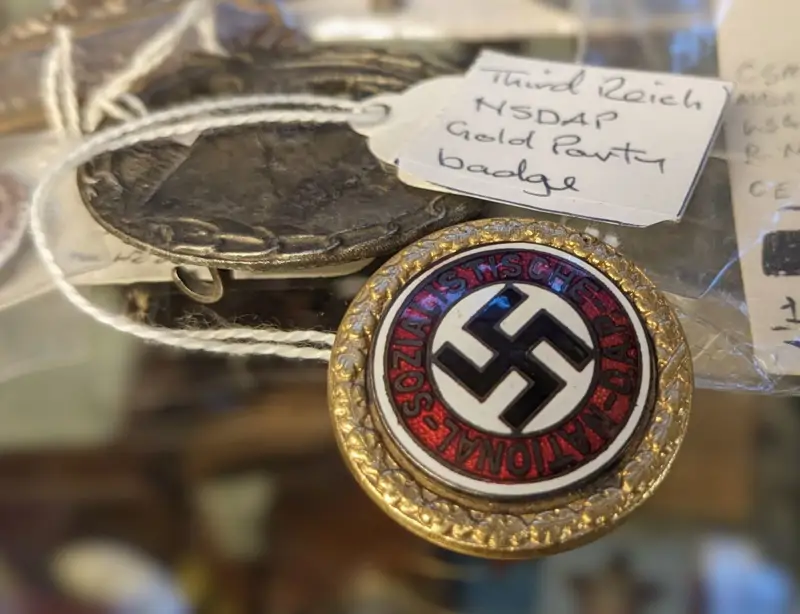 Third Reich
NSDAP
Gold Party
badge
NATIONAL-SOZIALISTISCHE-D.A.P.